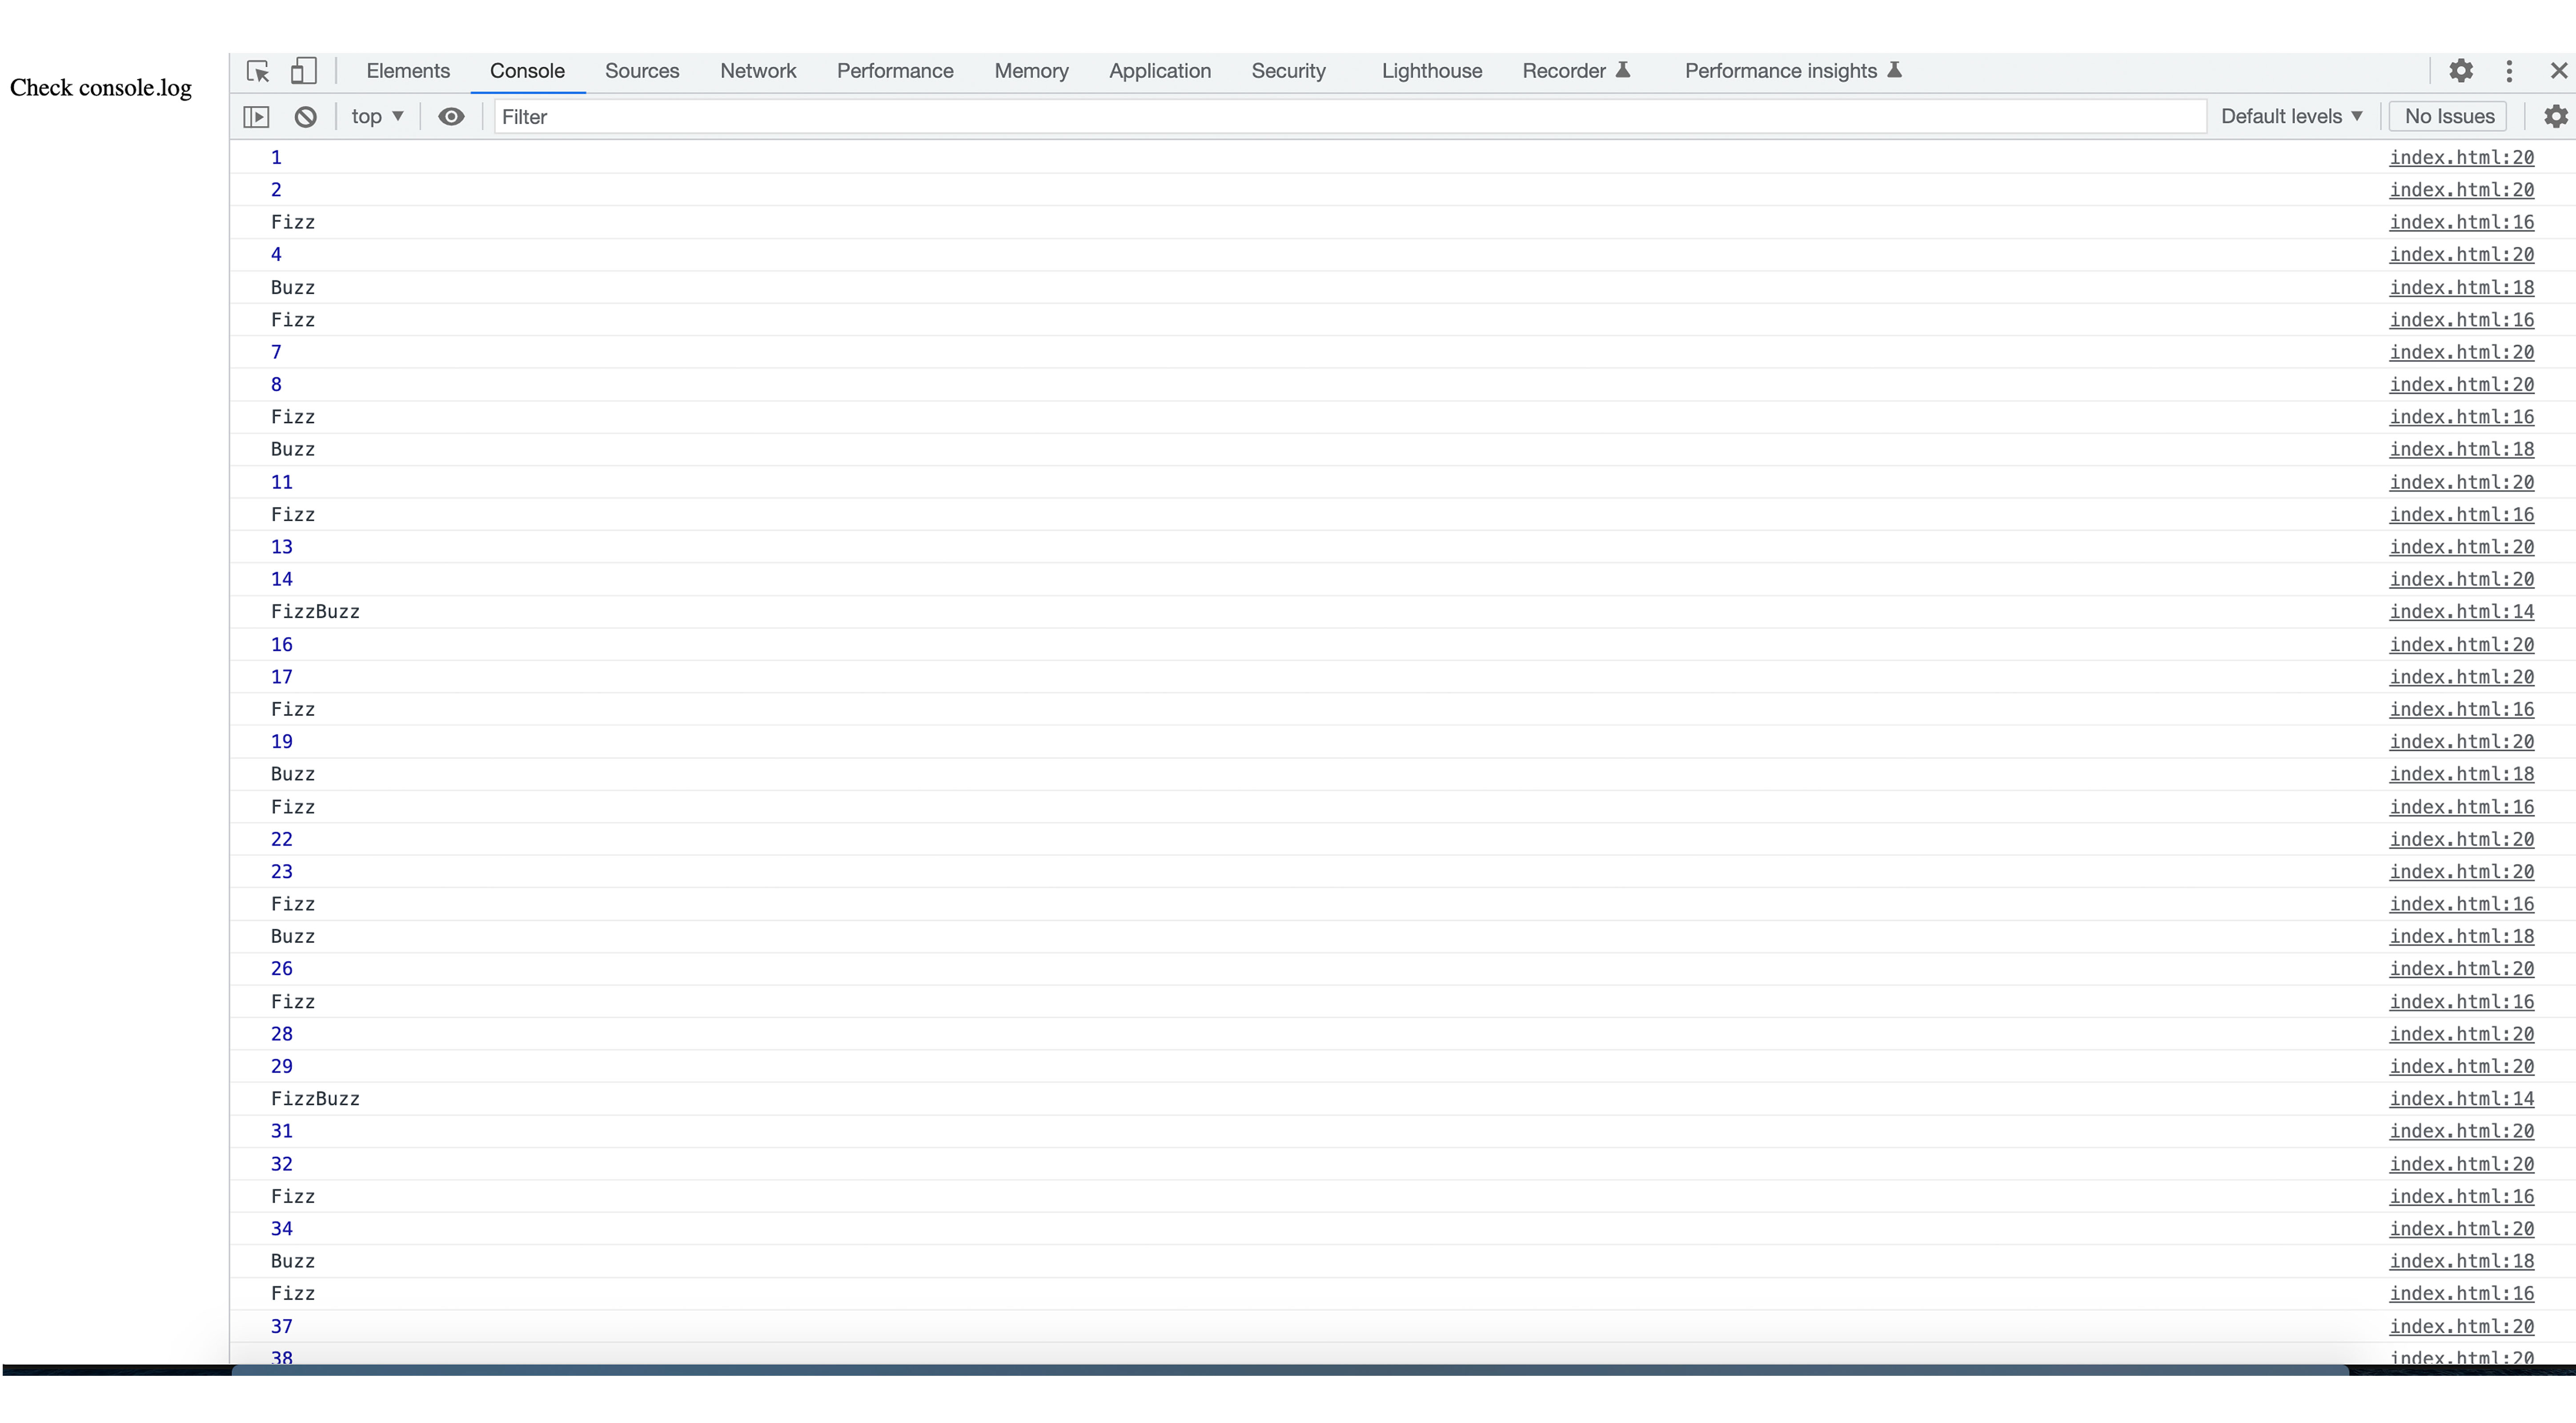 Check console.log
Elements Console Sources Network Performance Memory Application Security Lighthouse Recorder Performance insights
top Filter Default levels No Issues
1 index.html:20
2 index.html:20
Fizz index.html:16
4 index.html:20
Buzz index.html:18
Fizz index.html:16
7 index.html:20
8 index.html:20
Fizz index.html:16
Buzz index.html:18
11 index.html:20
Fizz index.html:16
13 index.html:20
14 index.html:20
FizzBuzz index.html:14
16 index.html:20
17 index.html:20
Fizz index.html:16
19 index.html:20
Buzz index.html:18
Fizz index.html:16
22 index.html:20
23 index.html:20
Fizz index.html:16
Buzz index.html:18
26 index.html:20
Fizz index.html:16
28 index.html:20
29 index.html:20
FizzBuzz index.html:14
31 index.html:20
32 index.html:20
Fizz index.html:16
34 index.html:20
Buzz index.html:18
Fizz index.html:16
37 index.html:20
38 index.html:20